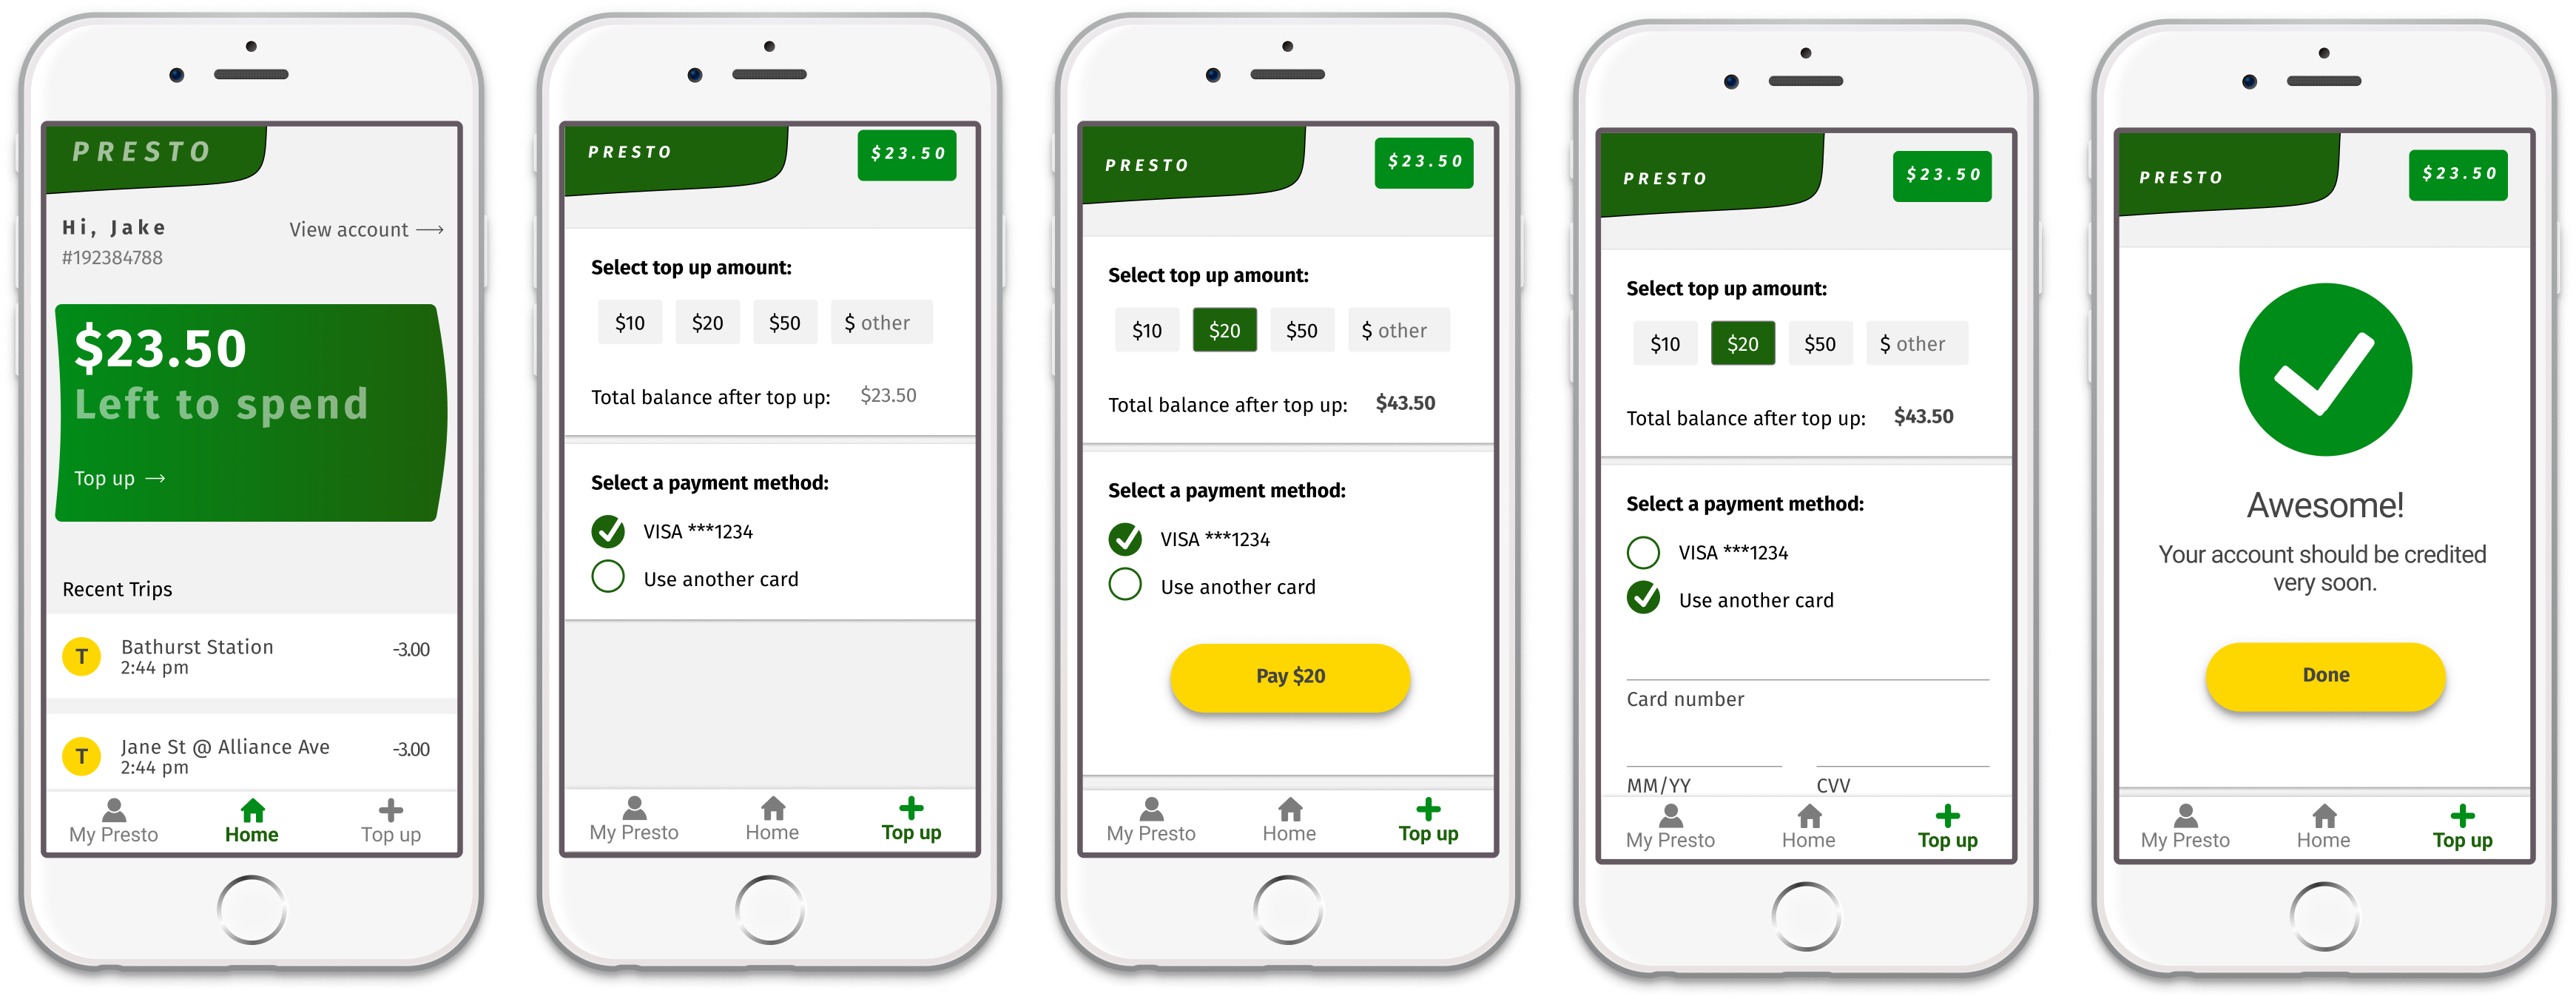 PRESTO
Hi, Jake
View account →
#192384788
$23.50
Left to spend
Top up →
Recent Trips
T
Bathurst Station
-3.00
2:44 pm
T
Jane St @ Alliance Ave
-3.00
2:44 pm
My Presto
Home
Top up
PRESTO
$23.50
Select top up amount:
$10
$20
$50
$ other
Total balance after top up:
$23.50
Select a payment method:
VISA ***1234
Use another card
My Presto
Home
Top up
PRESTO
$23.50
Select top up amount:
$10
$20
$50
$ other
Total balance after top up:
$43.50
Select a payment method:
VISA ***1234
Use another card
Pay $20
My Presto
Home
Top up
PRESTO
$23.50
Select top up amount:
$10
$20
$50
$ other
Total balance after top up:
$43.50
Select a payment method:
VISA ***1234
Use another card
Card number
MM/YY
CVV
My Presto
Home
Top up
PRESTO
$23.50
Awesome!
Your account should be credited
very soon.
Done
My Presto
Home
Top up